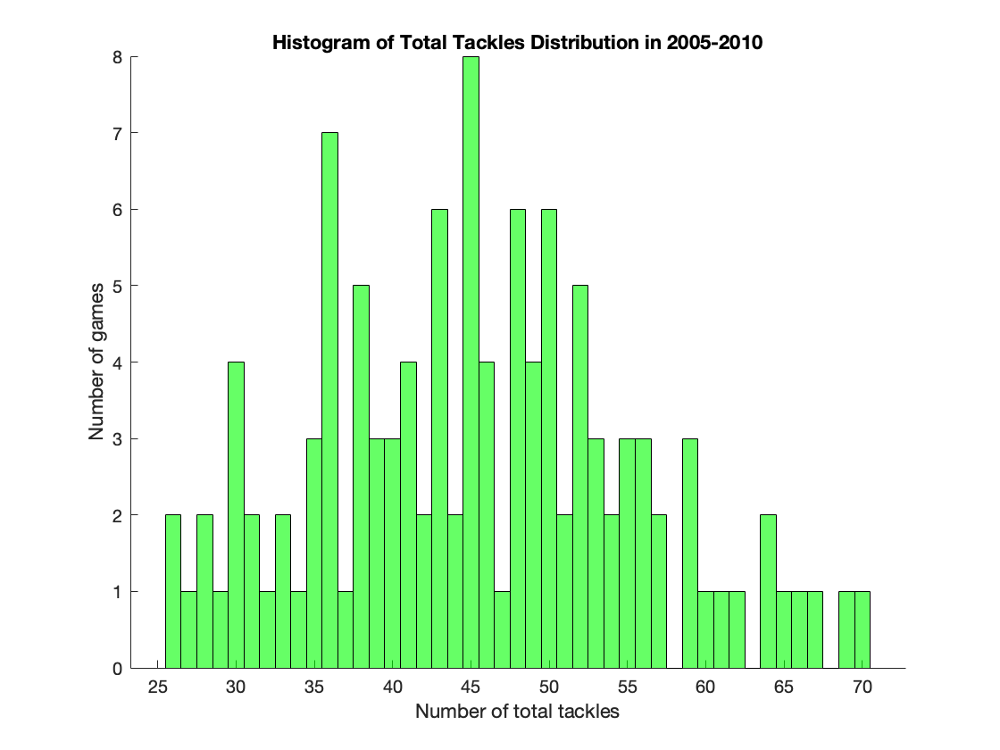 Histogram of Total Tackles Distribution in 2005-2010
8
7
6
5
4
3
2
1
0
Number of games
25 30 35 40 45 50 55 60 65 70
Number of total tackles